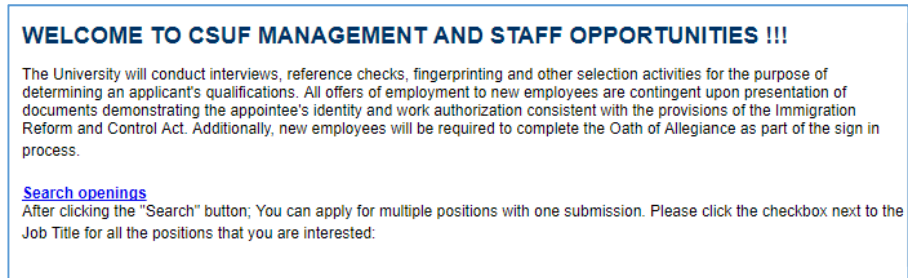 WELCOME TO CSUF MANAGEMENT AND STAFF OPPORTUNITIES !!!
The University will conduct interviews, reference checks, fingerprinting and other selection activities for the purpose of
determining an applicant's qualifications. All offers of employment to new employees are contingent upon presentation of
documents demonstrating the appointee's identity and work authorization consistent with the provisions of the Immigration
Reform and Control Act. Additionally, new employees will be required to complete the Oath of Allegiance as part of the sign in
process.
Search openings
After clicking the "Search" button; You can apply for multiple positions with one submission. Please click the checkbox next to the
Job Title for all the positions that you are interested: